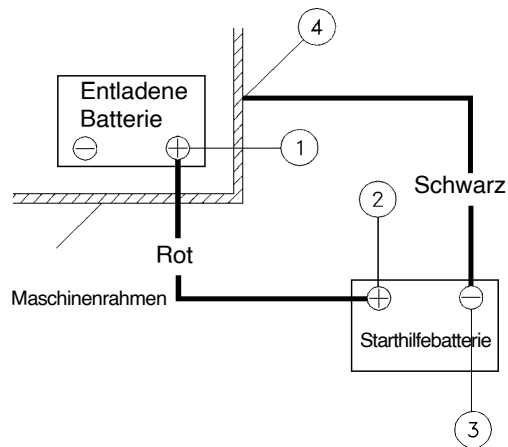 4
Entladene
Batterie
1
Schwarz
2
Rot
Maschinenrahmen
Starthilfebatterie
3